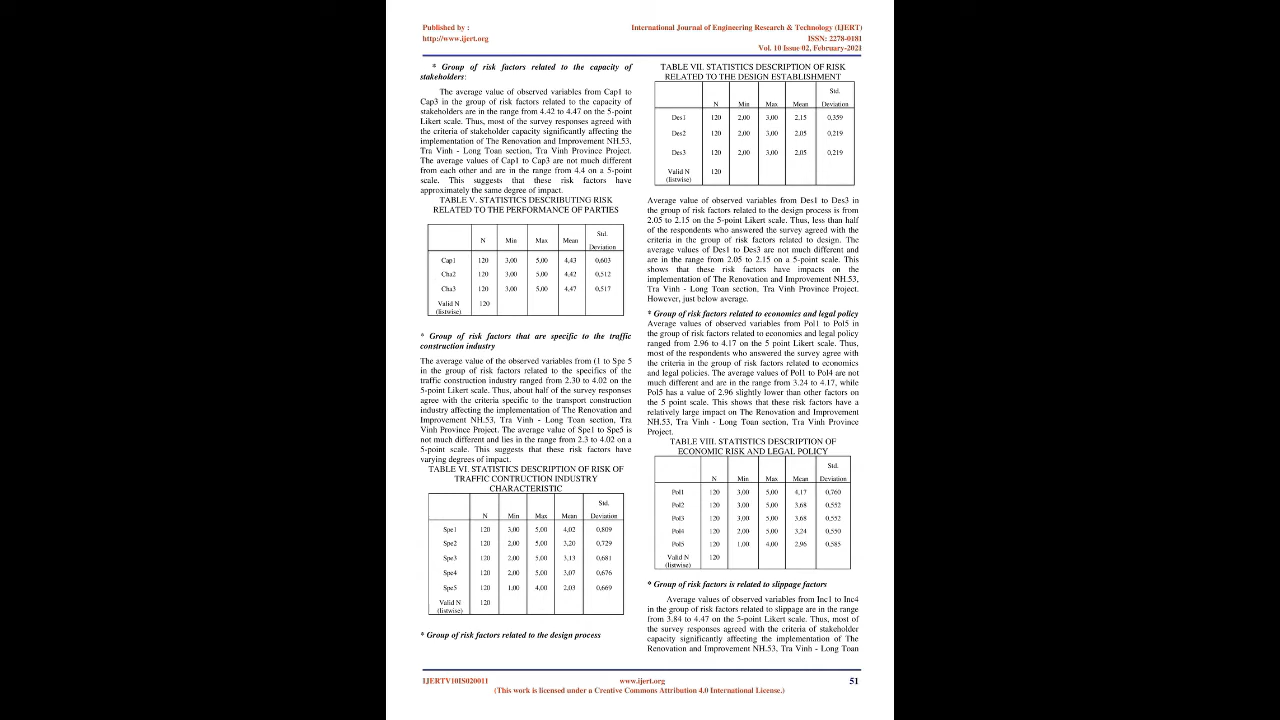 Published by :
http://www.ijert.org
International Journal of Engineering Research & Technology (IJERT)
ISSN: 2278-0181
Vol. 10 Issue 02, February-2021
* Group of risk factors related to the capacity of
stakeholders:
The average value of observed variables from Cap1 to
Cap3 in the group of risk factors related to the capacity of
stakeholders are in the range from 4.42 to 4.47 on the 5-point
Likert scale. Thus, most of the survey responses agreed with
the criteria of stakeholder capacity significantly affecting the
implementation of The Renovation and Improvement NH.53,
Tra Vinh - Long Toan section, Tra Vinh Province Project.
The average values of Cap1 to Cap3 are not much different
from each other and are in the range from 4.4 on a 5-point
scale. This suggests that these risk factors have
approximately the same degree of impact.
TABLE V. STATISTICS DESCRIBTING RISK
RELATED TO THE PERFORMANCE OF PARTIES
N Min Max Mean Std. Deviation
Cap1 120 3,00 5,00 4,43 0,603
Cha2 120 3,00 5,00 4,42 0,512
Cha3 120 3,00 5,00 4,47 0,517
Valid N (listwise) 120
* Group of risk factors that are specific to the traffic
construction industry
The average value of the observed variables from (1 to Spe 5
in the group of risk factors related to the specifics of the
traffic construction industry ranged from 2.30 to 4.02 on the
5-point Likert scale. Thus, about half of the survey responses
agree with the criteria specific to the transport construction
industry affecting the implementation of The Renovation and
Improvement NH.53, Tra Vinh - Long Toan section, Tra
Vinh Province Project. The average value of Spe1 to Spe5 is
not much different and lies in the range from 2.3 to 4.02 on a
5-point scale. This suggests that these risk factors have
varying degrees of impact.
TABLE VI. STATISTICS DESCRIPTION OF RISK OF
TRAFFIC CONTRUCTION INDUSTRY
CHARACTERISTIC
N Min Max Mean Std. Deviation
Spe1 120 3,00 5,00 4,02 0,809
Spe2 120 2,00 5,00 3,20 0,729
Spe3 120 2,00 5,00 3,13 0,681
Spe4 120 2,00 5,00 3,07 0,676
Spe5 120 1,00 4,00 2,03 0,669
Valid N (listwise) 120
* Group of risk factors related to the design process
TABLE VII. STATISTICS DESCRIPTION OF RISK
RELATED TO THE DESIGN ESTABLISHMENT
N Min Max Mean Std. Deviation
Des1 120 2,00 3,00 2,15 0,359
Des2 120 2,00 3,00 2,05 0,219
Des3 120 2,00 3,00 2,05 0,219
Valid N (listwise) 120
Average value of observed variables from Des1 to Des3 in
the group of risk factors related to the design process is from
2.05 to 2.15 on the 5-point Likert scale. Thus, less than half
of the respondents who answered the survey agreed with the
criteria in the group of risk factors related to design. The
average values of Des1 to Des3 are not much different and
are in the range from 2.05 to 2.15 on a 5-point scale. This
shows that these risk factors have impacts on the
implementation of The Renovation and Improvement NH.53,
Tra Vinh - Long Toan section, Tra Vinh Province Project.
However, just below average.
* Group of risk factors related to economics and legal policy
Average values of observed variables from Pol1 to Pol5 in
the group of risk factors related to economics and legal policy
ranged from 2.96 to 4.17 on the 5 point Likert scale. Thus,
most of the respondents who answered the survey agree with
the criteria in the group of risk factors related to economics
and legal policies. The average values of Pol1 to Pol4 are not
much different and are in the range from 3.24 to 4.17, while
Pol5 has a value of 2.96 slightly lower than other factors on
the 5 point scale. This shows that these risk factors have a
relatively large impact on The Renovation and Improvement
NH.53, Tra Vinh - Long Toan section, Tra Vinh Province
Project.
TABLE VIII. STATISTICS DESCRIPTION OF
ECONOMIC RISK AND LEGAL POLICY
N Min Max Mean Std. Deviation
Pol1 120 3,00 5,00 4,17 0,760
Pol2 120 3,00 5,00 3,68 0,552
Pol3 120 3,00 5,00 3,68 0,552
Pol4 120 2,00 5,00 3,24 0,550
Pol5 120 1,00 4,00 2,96 0,585
Valid N (listwise) 120
* Group of risk factors is related to slippage factors
Average values of observed variables from Inc1 to Inc4
in the group of risk factors related to slippage are in the range
from 3.84 to 4.47 on the 5-point Likert scale. Thus, most of
the survey responses agreed with the criteria of stakeholder
capacity significantly affecting the implementation of The
Renovation and Improvement NH.53, Tra Vinh - Long Toan
IJERTV10IS020011
www.ijert.org
51
(This work is licensed under a Creative Commons Attribution 4.0 International License.)